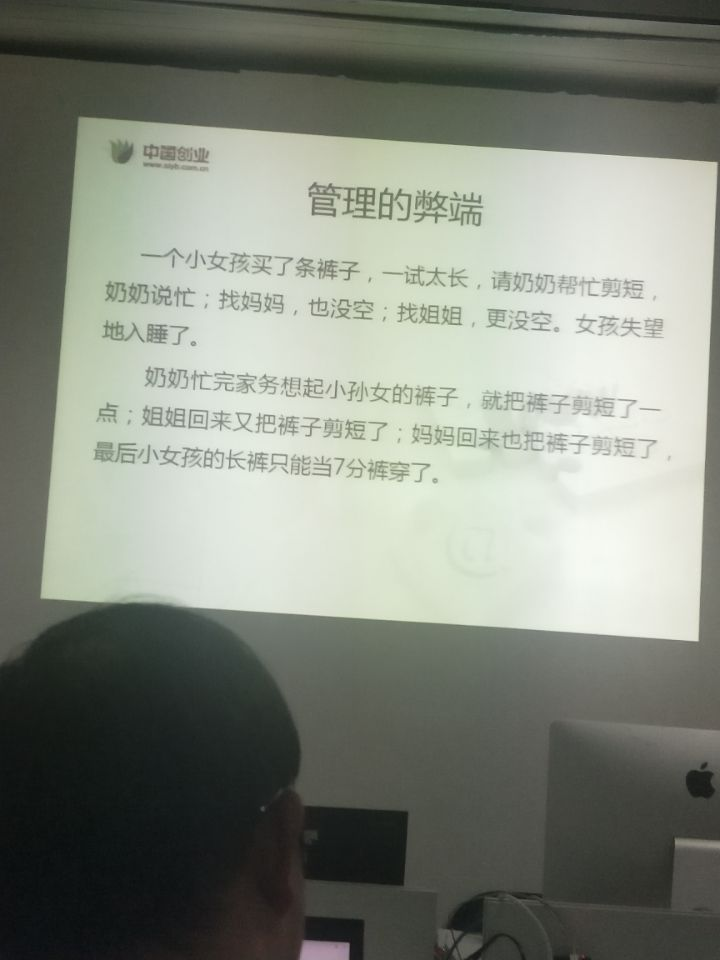 中国创业
www.siyb.com.cn
管理的弊端
一个小女孩买了条裤子，一试太长，请奶奶帮忙剪短，
奶奶说忙；找妈妈，也没空；找姐姐，更没空。女孩失望
地入睡了。
奶奶忙完家务想起小孙女的裤子，就把裤子剪短了一
点；姐姐回来又把裤子剪短了；妈妈回来也把裤子剪短了，
最后小女孩的长裤只能当7分裤穿了。